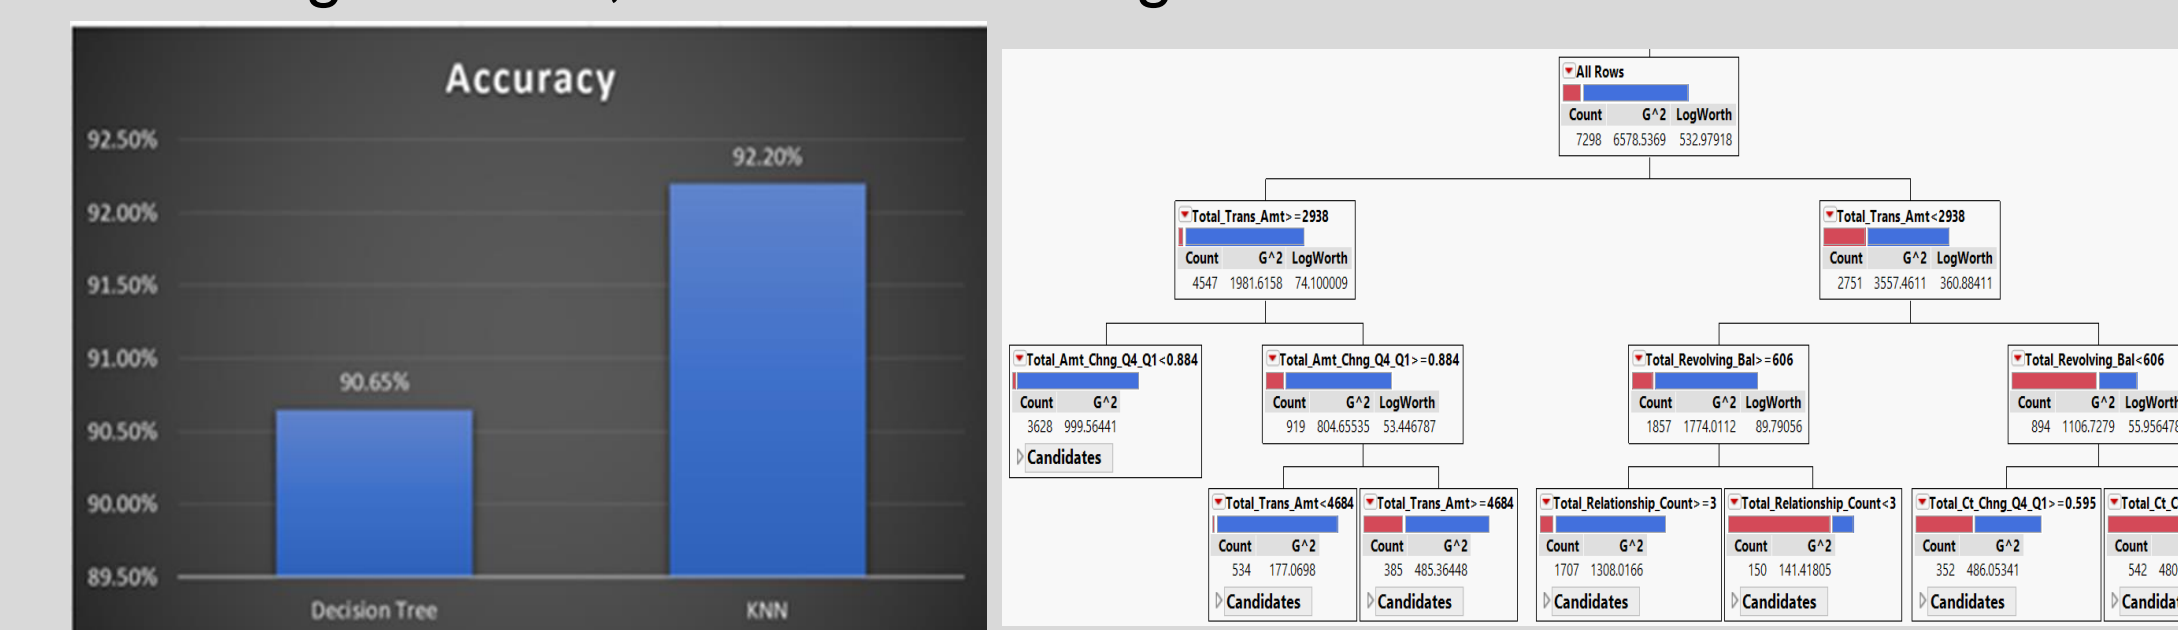 Accuracy
92.50%
92.00%
91.50%
91.00%
90.50%
90.00%
89.50%
90.65%
92.20%
Decision Tree
KNN
All Rows
Count G^2 LogWorth
7298 6578.5369 532.97918
Total_Trans_Amt>=2938
Count G^2 LogWorth
4547 1981.6158 74.100009
Total_Trans_Amt<2938
Count G^2 LogWorth
2751 3557.4611 360.88411
Total_Amt_Chng_Q4_Q1<0.884
Count G^2
3628 999.56441
Candidates
Total_Amt_Chng_Q4_Q1>=0.884
Count G^2 LogWorth
919 804.65535 53.446787
Total_Revolving_Bal>=606
Count G^2 LogWorth
1857 1774.0112 89.79056
Total_Revolving_Bal<606
Count G^2 LogWorth
894 1106.7279 55.956478
Total_Trans_Amt<4684
Count G^2
534 177.0698
Candidates
Total_Trans_Amt>=4684
Count G^2
385 485.36448
Candidates
Total_Relationship_Count>=3
Count G^2
1707 1308.0166
Candidates
Total_Relationship_Count<3
Count G^2
150 141.41805
Candidates
Total_Ct_Chng_Q4_Q1>=0.595
Count G^2
352 486.05341
Candidates
Total_Ct_C
Count
542 480
Candida